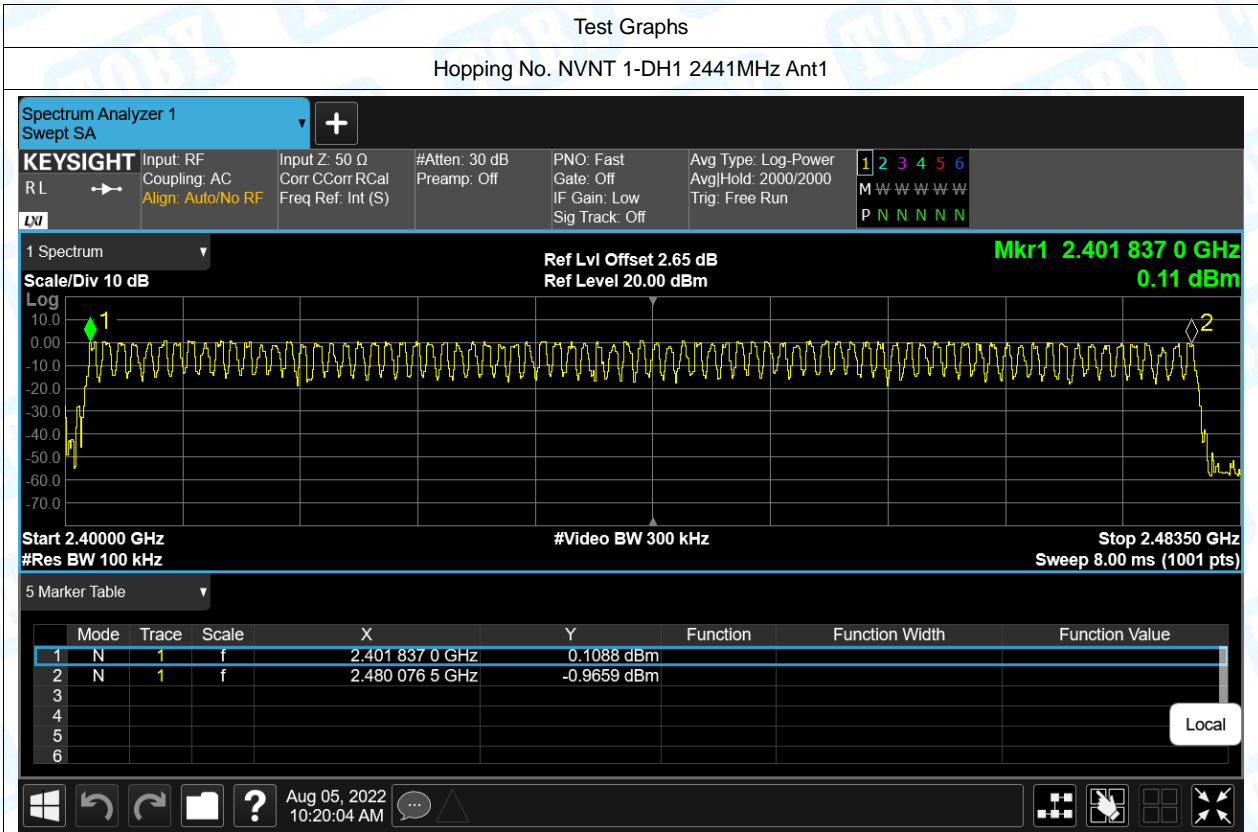 Test Graphs
Hopping No. NVNT 1-DH1 2441MHz Ant1
Spectrum Analyzer 1
Swept SA
KEYSIGHT Input: RF Input Z: 50 Ω #Atten: 30 dB PNO: Fast Avg Type: Log-Power 1 2 3 4 5 6
RL Coupling: AC Corr CCorr RCal Preamp: Off Gate: Off Avg|Hold: 2000/2000 M W W W W W
Align: Auto/No RF Freq Ref: Int (S) IF Gain: Low Trig: Free Run
LXI Sig Track: Off P N N N N N
1 Spectrum Ref Lvl Offset 2.65 dB Mkr1 2.401 837 0 GHz
Scale/Div 10 dB Ref Level 20.00 dBm 0.11 dBm
Log
10.0 1 2
0.00
-10.0
-20.0
-30.0
-40.0
-50.0
-60.0
-70.0
Start 2.40000 GHz #Video BW 300 kHz Stop 2.48350 GHz
#Res BW 100 kHz Sweep 8.00 ms (1001 pts)
5 Marker Table
Mode Trace Scale X Y Function Function Width Function Value
1 N 1 f 2.401 837 0 GHz 0.1088 dBm
2 N 1 f 2.480 076 5 GHz -0.9659 dBm
3
4
5
6
Local
? Aug 05, 2022
10:20:04 AM